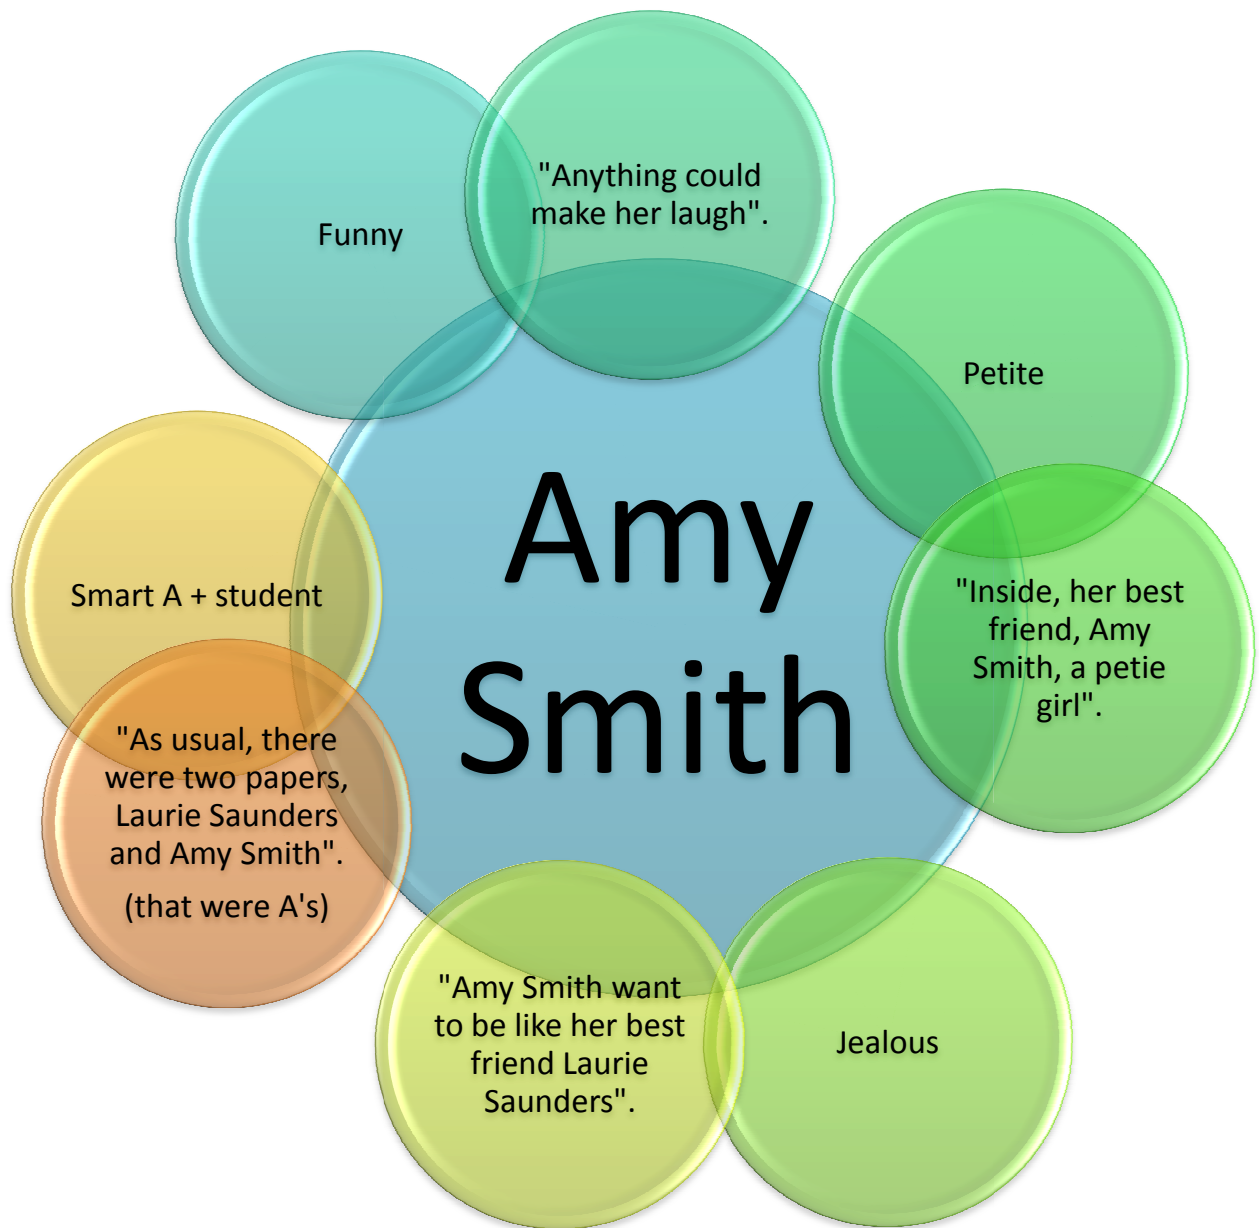 Amy
Smith
Funny
"Anything could
make her laugh".
Petite
"Inside, her best
friend, Amy
Smith, a petie
girl".
Jealous
"Amy Smith want
to be like her best
friend Laurie
Saunders".
Smart A + student
"As usual, there
were two papers,
Laurie Saunders
and Amy Smith".
(that were A's)